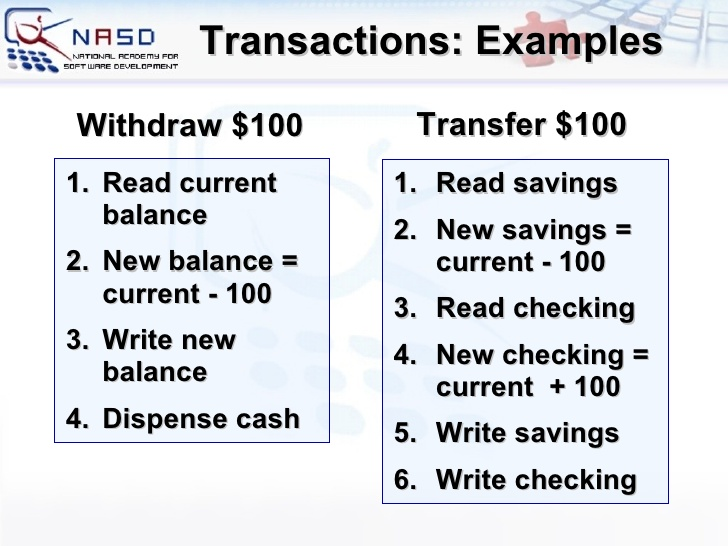 NASD
NATIONAL ACADEMY FOR
SOFTWARE DEVELOPMENT
Transactions: Examples
Withdraw $100
1. Read current
balance
2. New balance =
current - 100
3. Write new
balance
4. Dispense cash
Transfer $100
1. Read savings
2. New savings =
current - 100
3. Read checking
4. New checking =
current + 100
5. Write savings
6. Write checking